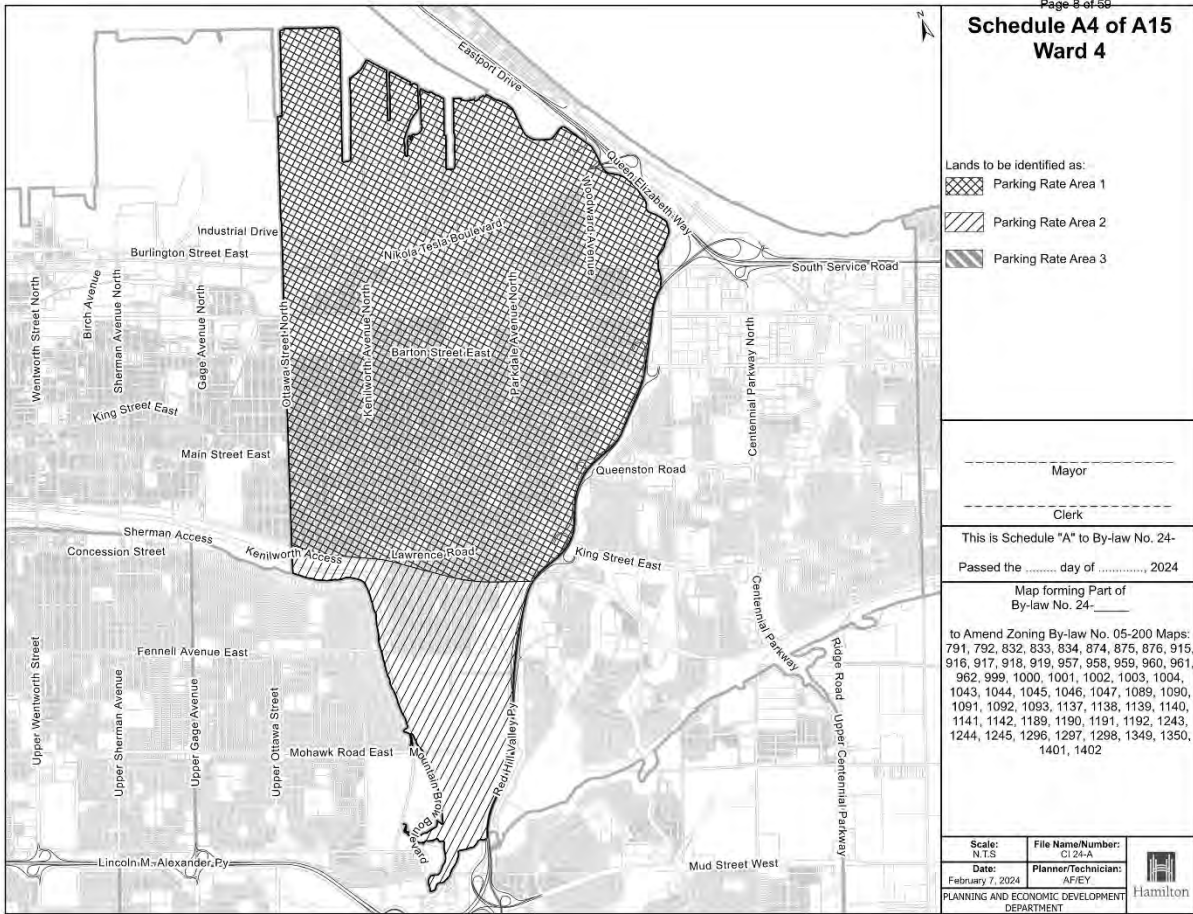 Page 8 of 59
Schedule A4 of A15
Ward 4
Lands to be identified as:
Parking Rate Area 1
Parking Rate Area 2
Parking Rate Area 3
Mayor
Clerk
This is Schedule "A" to By-law No. 24-
Passed the ......... day of ............., 2024
Map forming Part of
By-law No. 24-_____
to Amend Zoning By-law No. 05-200 Maps:
791, 792, 832, 833, 834, 874, 875, 876, 915,
916, 917, 918, 919, 957, 958, 959, 960, 961,
962, 999, 1000, 1001, 1002, 1003, 1004,
1043, 1044, 1045, 1046, 1047, 1089, 1090,
1091, 1092, 1093, 1137, 1138, 1139, 1140,
1141, 1142, 1189, 1190, 1191, 1192, 1243,
1244, 1245, 1296, 1297, 1298, 1349, 1350,
1401, 1402
Scale:
N.T.S
File Name/Number:
CI 24-A
Date:
February 7, 2024
Planner/Technician:
AF/EY
PLANNING AND ECONOMIC DEVELOPMENT
DEPARTMENT
Hamilton
N
Eastport Drive
Queen Elizabeth Way
Woodward Avenue
Industrial Drive
Nikola Tesla Boulevard
Burlington Street East
South Service Road
Wentworth Street North
Birch Avenue
Sherman Avenue North
Gage Avenue North
Ottawa Street North
Kenilworth Avenue North
Parkdale Avenue North
Centennial Parkway North
Barton Street East
King Street East
Main Street East
Queenston Road
Sherman Access
Concession Street
Kenilworth Access
Lawrence Road
King Street East
Centennial Parkway
Ridge Road
Fennell Avenue East
Upper Wentworth Street
Upper Sherman Avenue
Upper Gage Avenue
Upper Ottawa Street
Mohawk Road East
Mountain Brow Boulevard
Red Hill Valley Py
Upper Centennial Parkway
Lincoln M. Alexander Py
Mud Street West